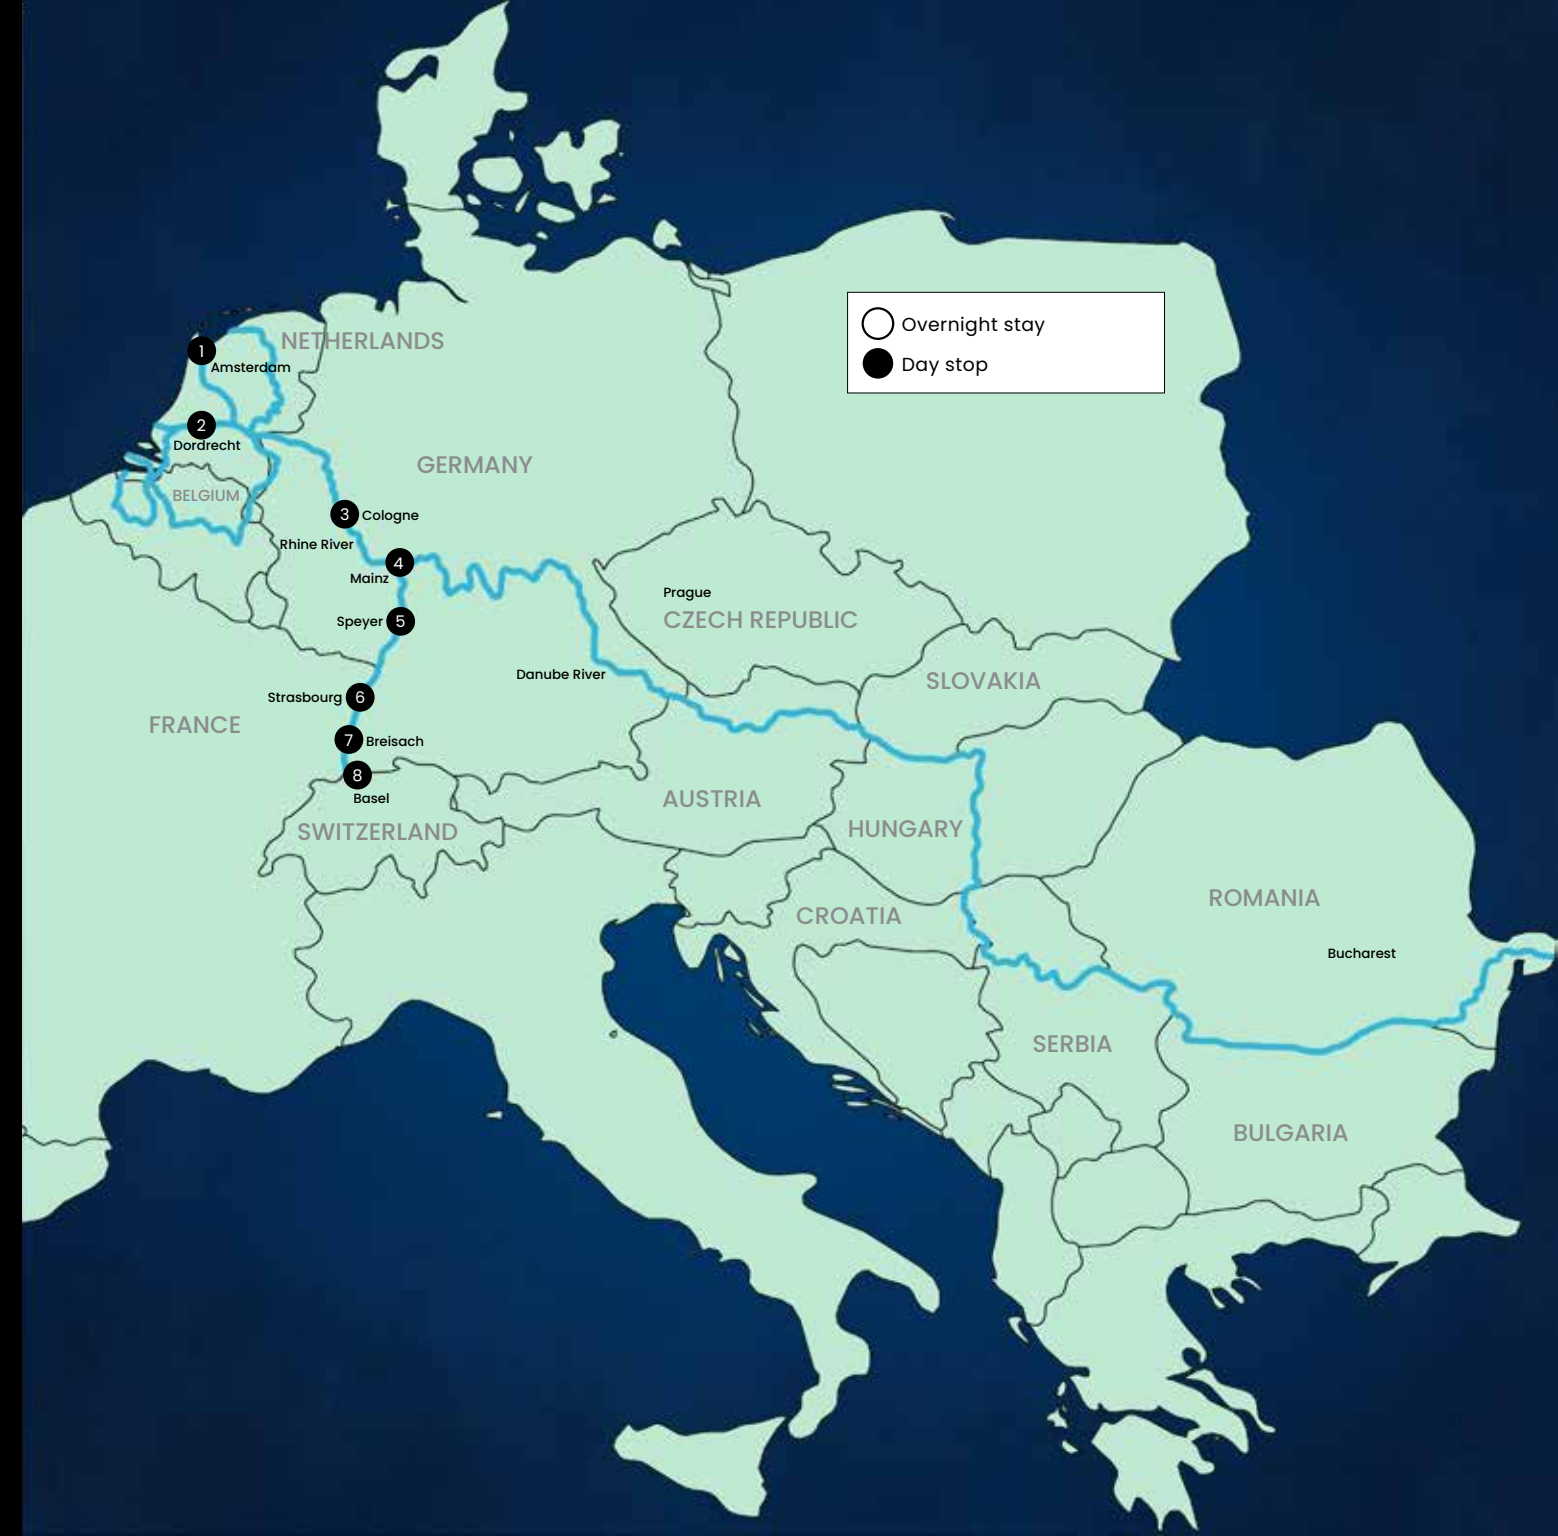 Overnight stay
Day stop
NETHERLANDS
1
Amsterdam
2
Dordrecht
GERMANY
BELGIUM
3
Cologne
Rhine River
4
Mainz
Prague
CZECH REPUBLIC
Speyer
5
Danube River
SLOVAKIA
Strasbourg
6
FRANCE
7
Breisach
8
Basel
AUSTRIA
SWITZERLAND
HUNGARY
ROMANIA
CROATIA
Bucharest
SERBIA
BULGARIA